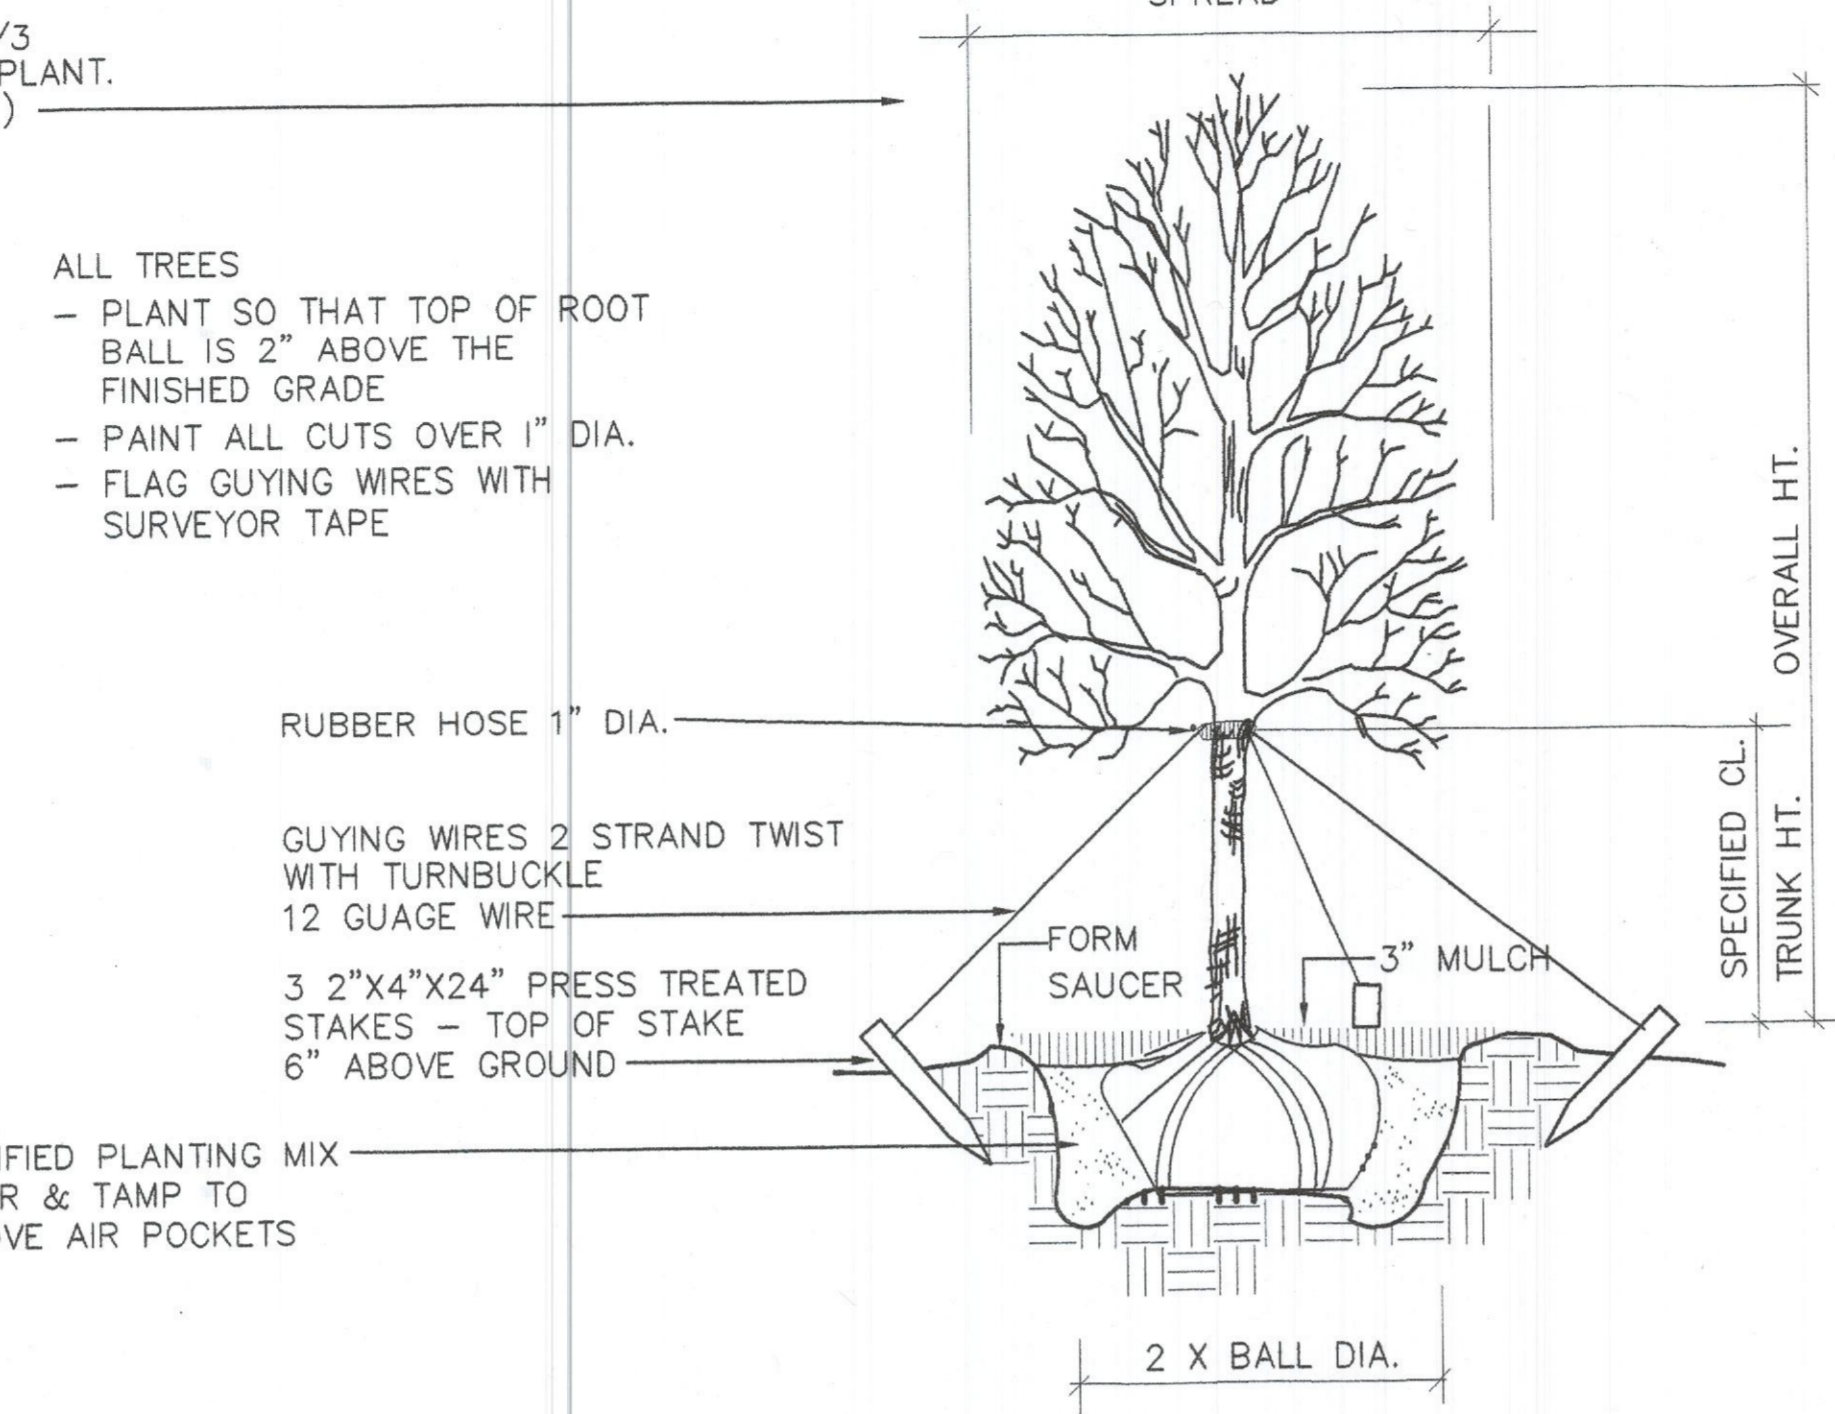 SPREAD
/3
PLANT.
)
ALL TREES
– PLANT SO THAT TOP OF ROOT
BALL IS 2” ABOVE THE
FINISHED GRADE
– PAINT ALL CUTS OVER 1” DIA.
– FLAG GUYING WIRES WITH
SURVEYOR TAPE
RUBBER HOSE 1” DIA.
GUYING WIRES 2 STRAND TWIST
WITH TURNBUCKLE
12 GUAGE WIRE
3 2”X4”X24” PRESS TREATED
STAKES – TOP OF STAKE
6” ABOVE GROUND
IFIED PLANTING MIX
R & TAMP TO
OVE AIR POCKETS
FORM
SAUCER
3” MULCH
OVERALL HT.
SPECIFIED CL.
TRUNK HT.
2 X BALL DIA.